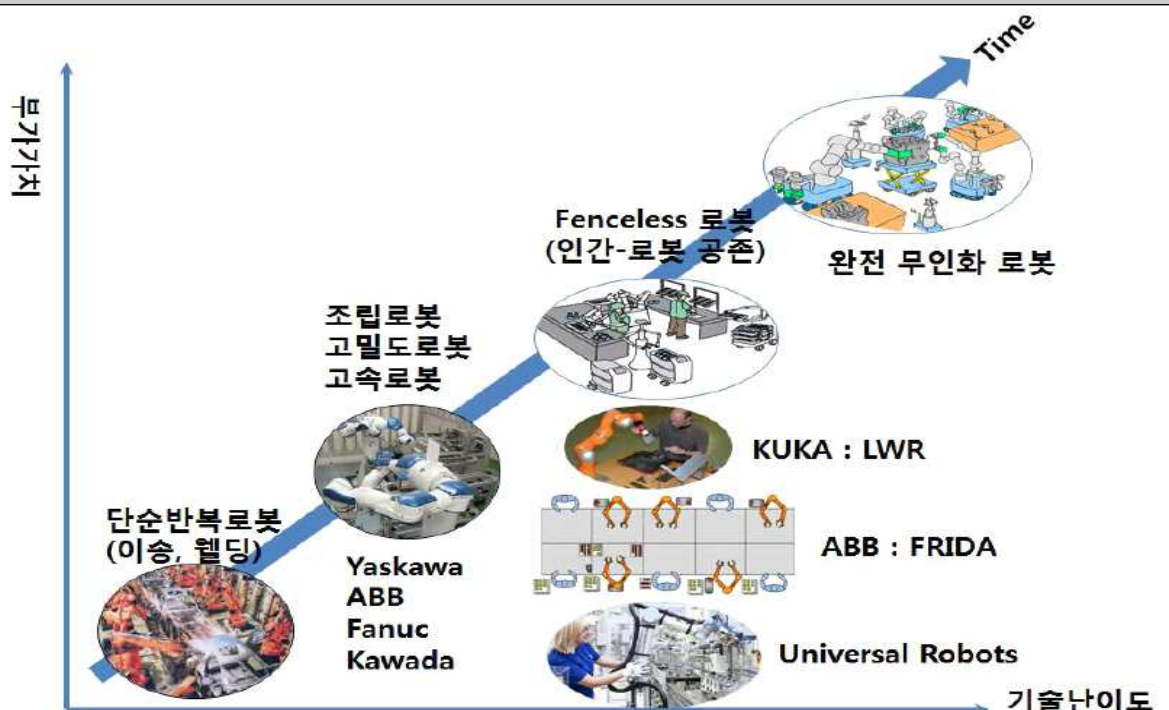 Time
부가가치
Fenceless 로봇
(인간-로봇 공존)
완전 무인화 로봇
조립로봇
고밀도로봇
고속로봇
KUKA : LWR
단순반복로봇
(이송, 웰딩)
ABB : FRIDA
Yaskawa
ABB
Fanuc
Kawada
Universal Robots
기술난이도